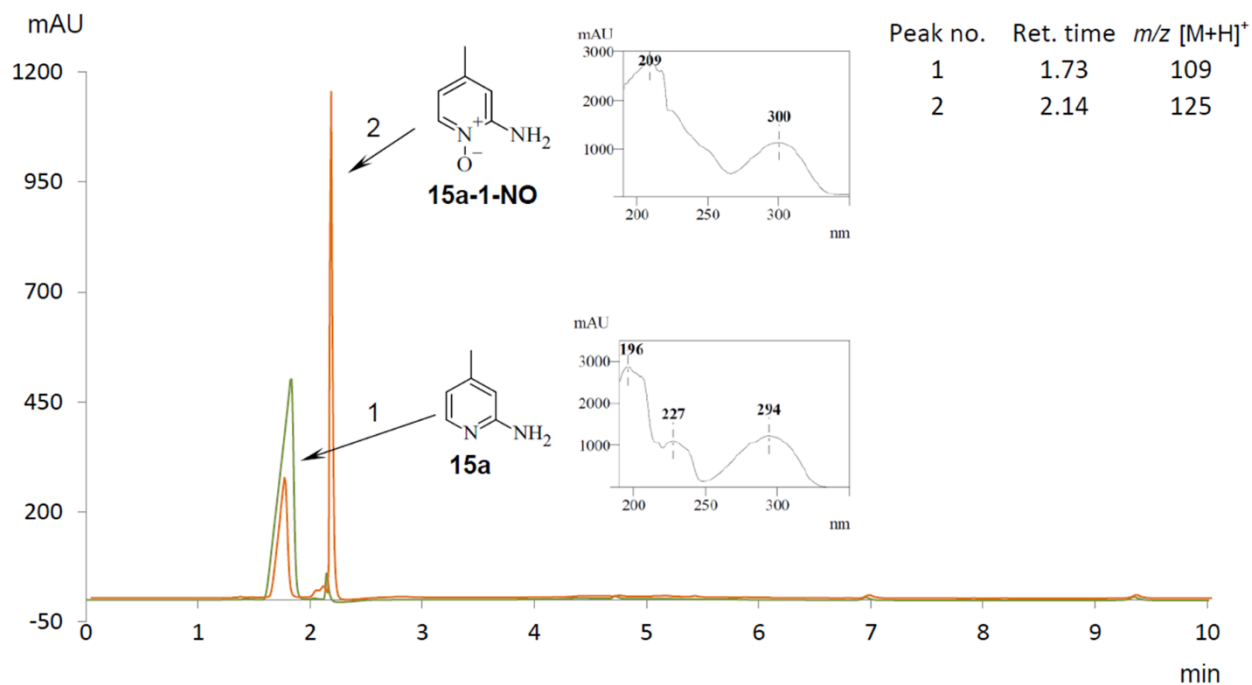 mAU
1200
950
700
450
200
-50
0 1 2 3 4 5 6 7 8 9 10
min
2
N
+
NH2
O
−
15a-1-NO
1
N
NH2
15a
mAU
3000
2000
1000
209
300
200 250 300
nm
mAU
3000
2000
1000
196
227
294
200 250 300
nm
Peak no. Ret. time m/z [M+H]+
1 1.73 109
2 2.14 125